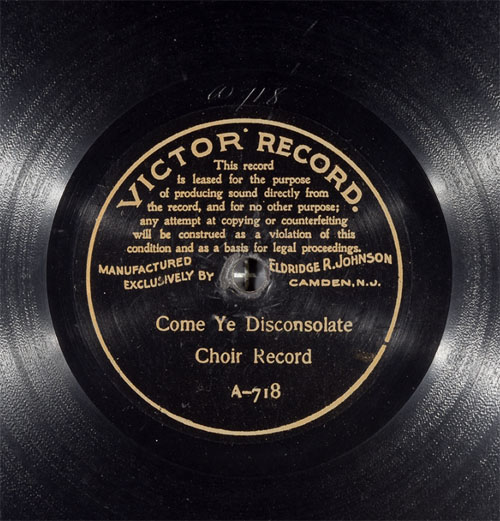 VICTOR RECORD.
This record
is leased for the purpose
of producing sound directly from
the record, and for no other purpose;
any attempt at copying or counterfeiting
will be construed as a violation of this
condition and as a basis for legal proceedings.
MANUFACTURED
EXCLUSIVELY BY
ELDRIDGE R. JOHNSON
CAMDEN, N.J.
Come Ye Disconsolate
Choir Record
A-718